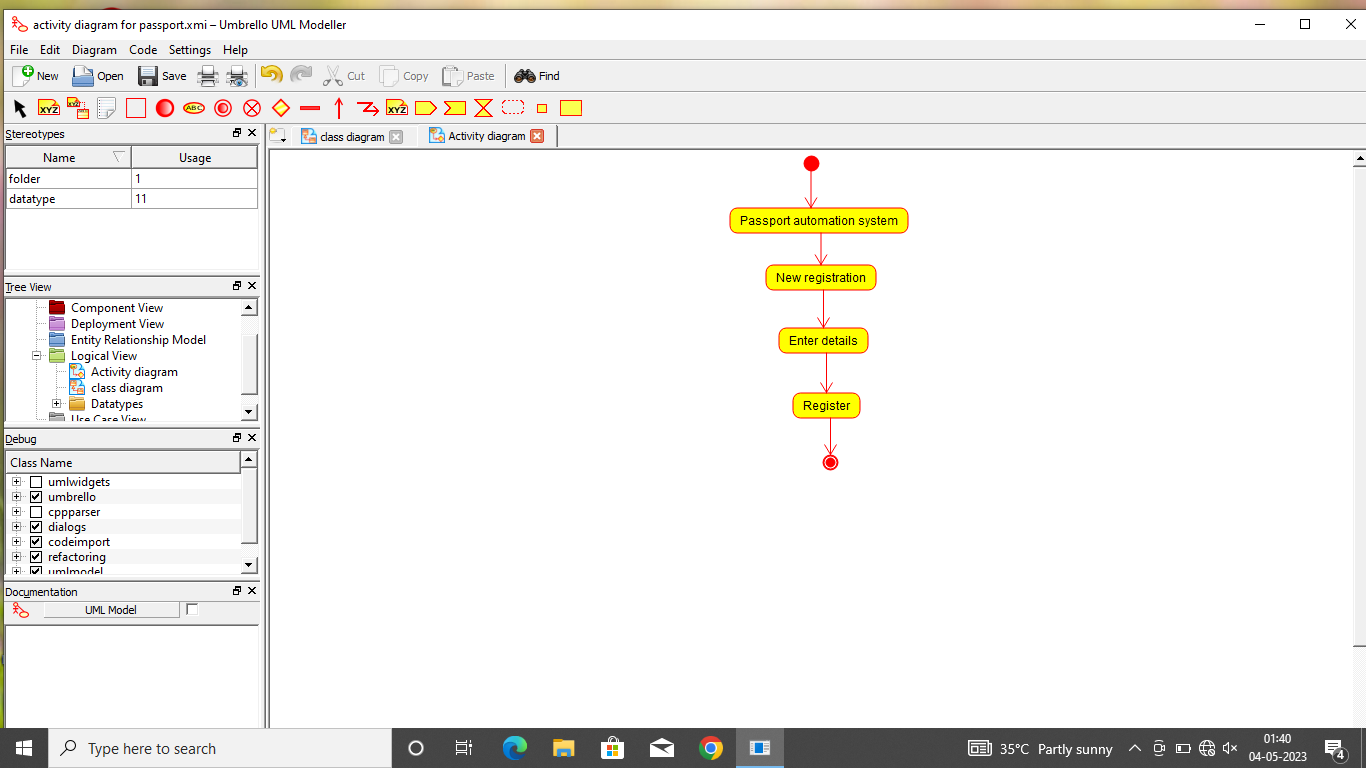 activity diagram for passport.xmi – Umbrello UML Modeller
File Edit Diagram Code Settings Help
New Open Save Cut Copy Paste Find
XYZ XYZ ABC XYZ
Stereotypes
class diagram Activity diagram
Name Usage
folder 1
datatype 11
Passport automation system
New registration
Enter details
Register
Tree View
Component View
Deployment View
Entity Relationship Model
Logical View
Activity diagram
class diagram
Datatypes
Use Case View
Debug
Class Name
umlwidgets
umbrello
cppparser
dialogs
codeimport
refactoring
umlmodel
Documentation
UML Model
Type here to search
35°C Partly sunny
01:40
04-05-2023
4